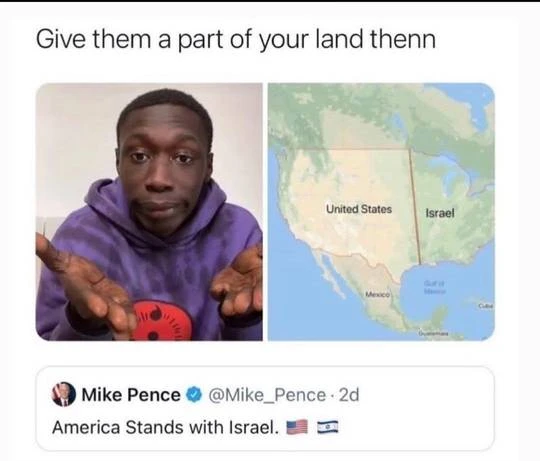 Give them a part of your land thenn
United States
Israel
Gulf of
Mexico
Mexico
Cuba
Guatemala
Mike Pence @Mike_Pence · 2d
America Stands with Israel. 🇺🇸 🇮🇱